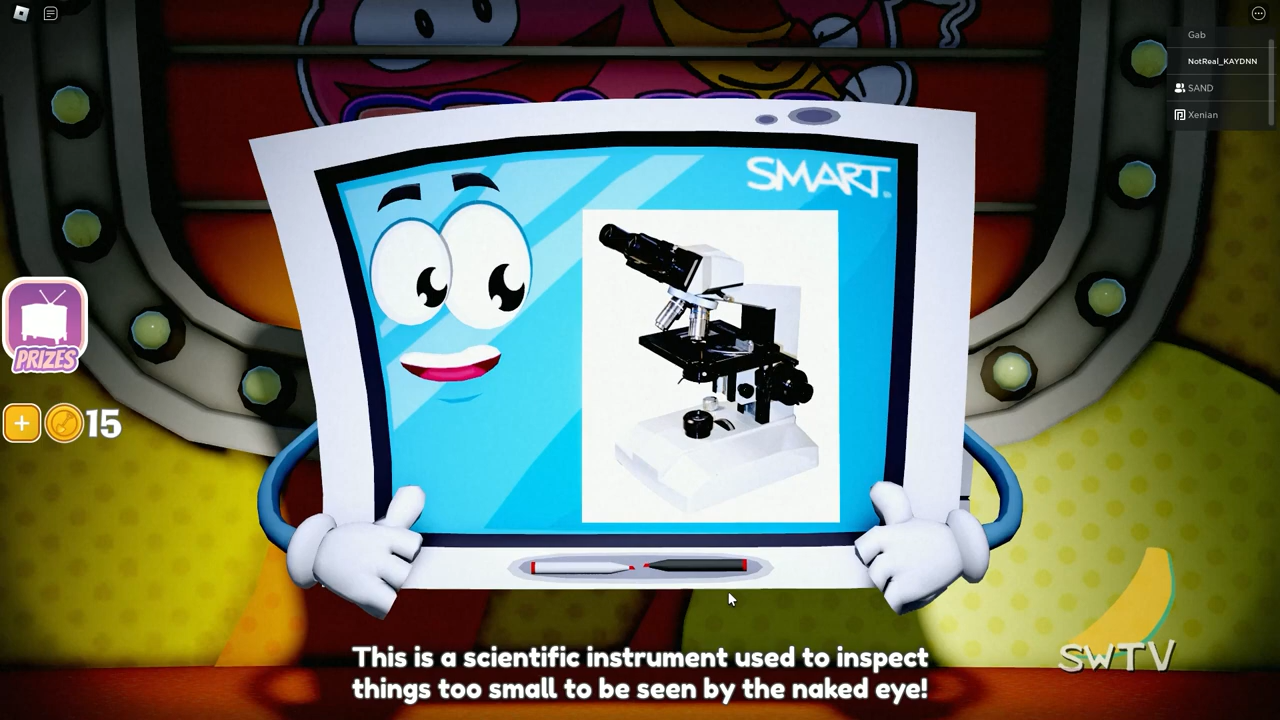 Gab
NotReal_KAYDNN
SAND
Xenian
SMART
PRIZES
15
This is a scientific instrument used to inspect
things too small to be seen by the naked eye!
SWTV